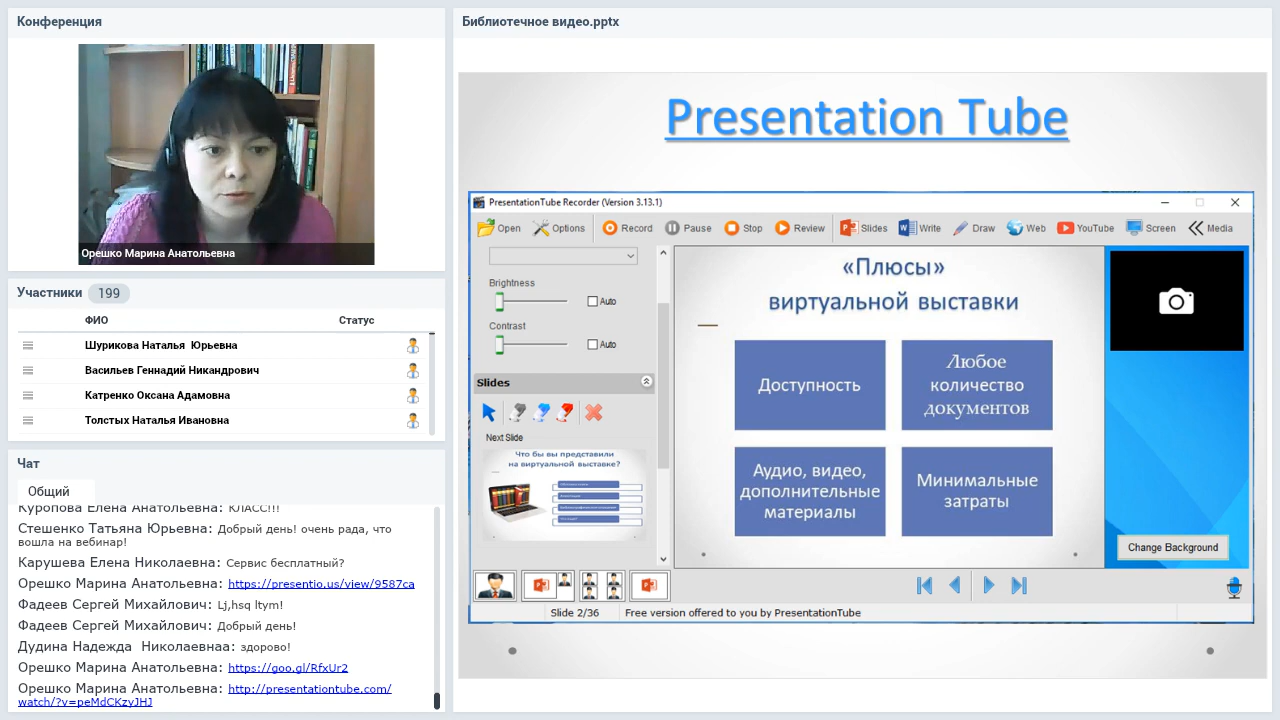 Конференция
Орешко Марина Анатольевна
Участники 199
ФИО Статус
Шурикова Наталья Юрьевна
Васильев Геннадий Никандрович
Катренко Оксана Адамовна
Толстых Наталья Ивановна
Чат
Общий
Куропова Елена Анатольевна: КЛАСС!!!
Стешенко Татьяна Юрьевна: Добрый день! очень рада, что
вошла на вебинар!
Карушева Елена Николаевна: Сервис бесплатный?
Орешко Марина Анатольевна: https://presentio.us/view/9587ca
Фадеев Сергей Михайлович: Lj,hsq ltym!
Фадеев Сергей Михайлович: Добрый день!
Дудина Надежда Николаевнаа: здорово!
Орешко Марина Анатольевна: https://goo.gl/RfxUr2
Орешко Марина Анатольевна: http://presentationtube.com/
watch/?v=peMdCKzyJHJ
Библиотечное видео.pptx
Presentation Tube
PresentationTube Recorder (Version 3.13.1)
Open Options Record Pause Stop Review Slides Write Draw Web YouTube Screen Media
Brightness
Auto
Contrast
Auto
Slides
Next Slide
Что бы вы представили
на виртуальной выставке?
«Плюсы»
виртуальной выставки
Доступность
Любое
количество
документов
Аудио, видео,
дополнительные
материалы
Минимальные
затраты
Change Background
Slide 2/36 Free version offered to you by PresentationTube